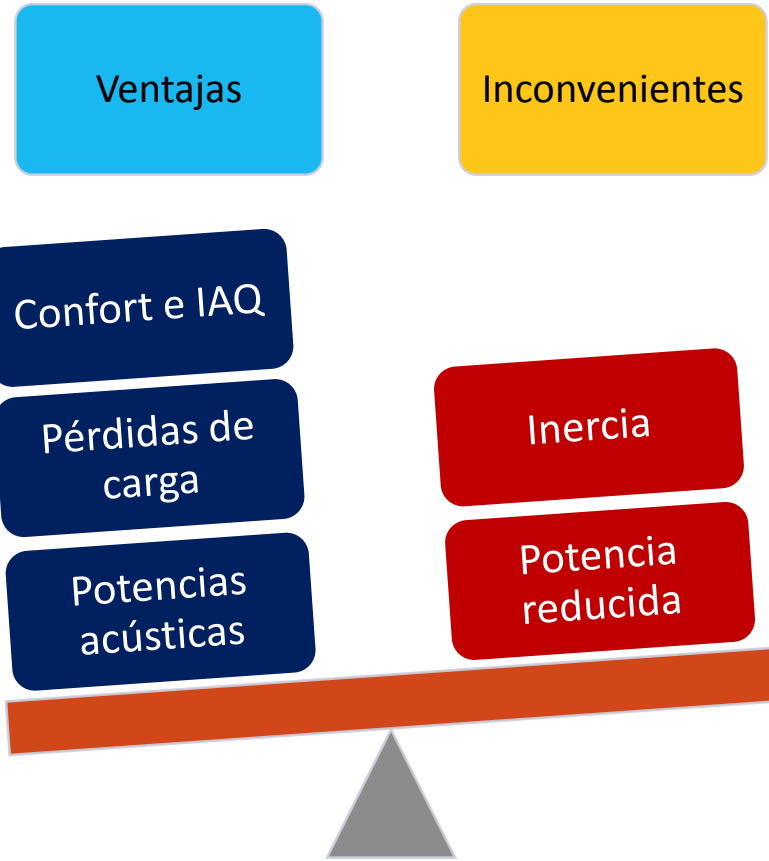 Ventajas
Inconvenientes
Confort e IAQ
Pérdidas de
carga
Potencias
acústicas
Inercia
Potencia
reducida